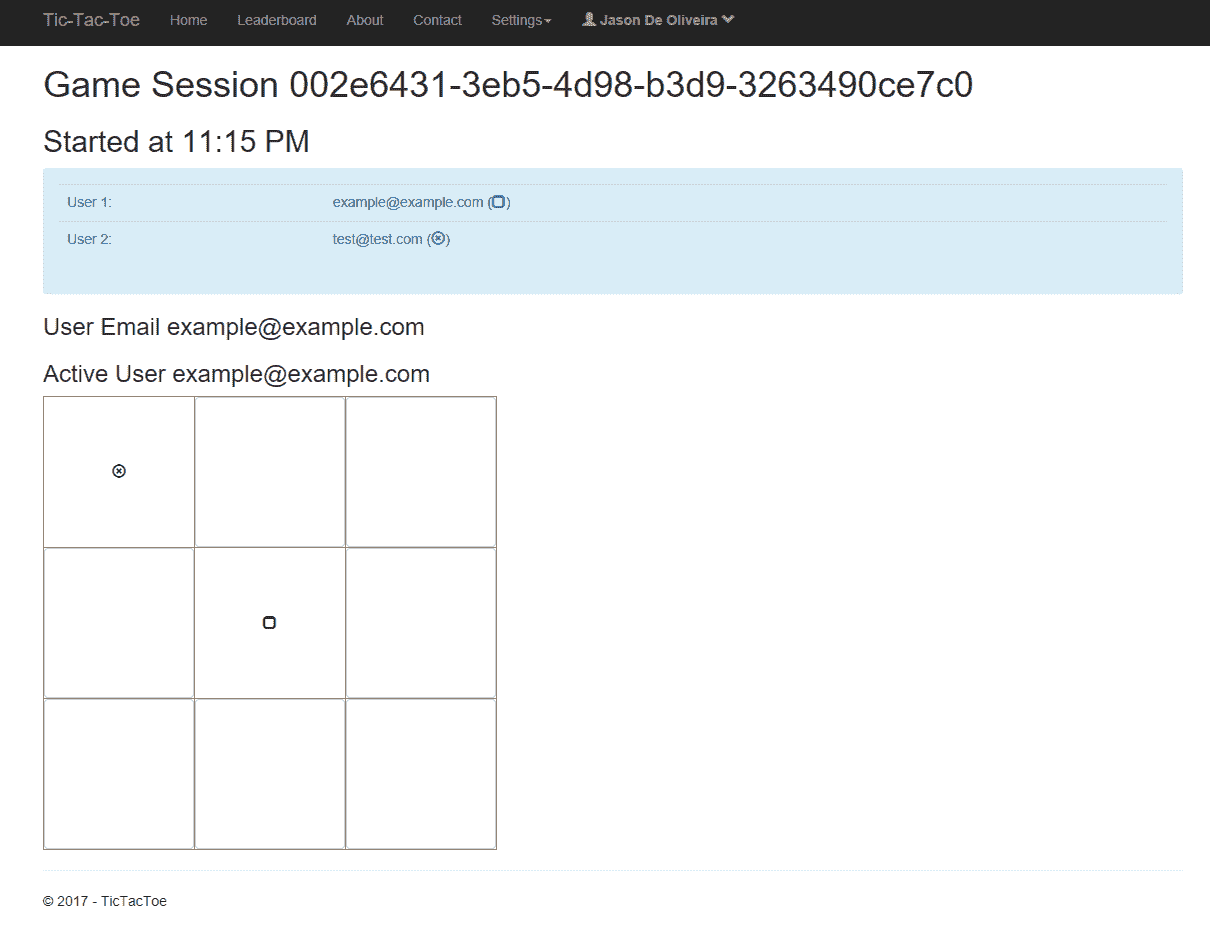 Tic-Tac-Toe Home Leaderboard About Contact Settings Jason De Oliveira
Game Session 002e6431-3eb5-4d98-b3d9-3263490ce7c0
Started at 11:15 PM
User 1: example@example.com ()
User 2: test@test.com ()
User Email example@example.com
Active User example@example.com
© 2017 - TicTacToe